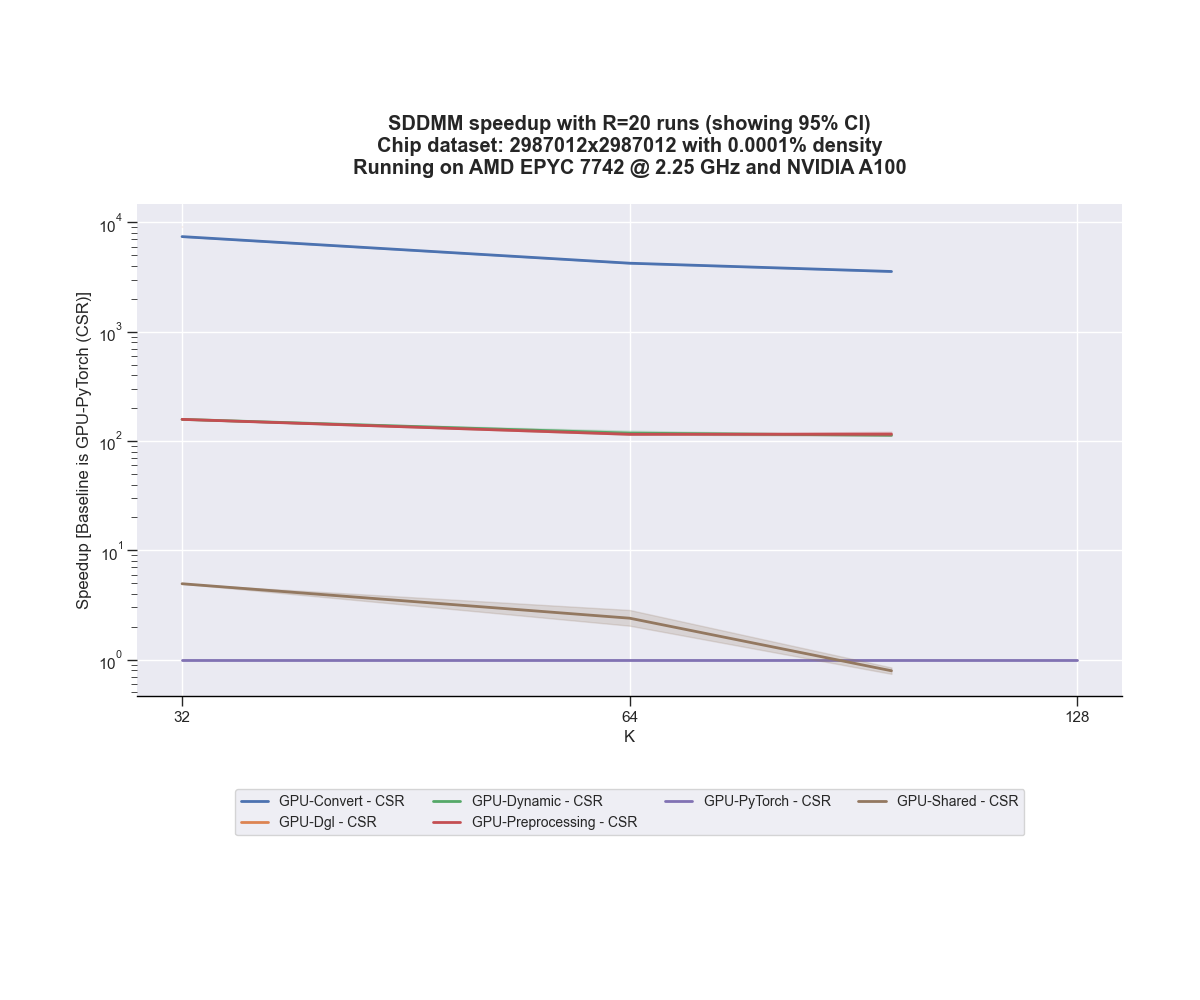 SDDMM speedup with R=20 runs (showing 95% CI)
Chip dataset: 2987012x2987012 with 0.0001% density
Running on AMD EPYC 7742 @ 2.25 GHz and NVIDIA A100
Speedup [Baseline is GPU-PyTorch (CSR)]
10^4
10^3
10^2
10^1
10^0
32 64 128
K
GPU-Convert - CSR GPU-Dynamic - CSR GPU-PyTorch - CSR GPU-Shared - CSR
GPU-Dgl - CSR GPU-Preprocessing - CSR